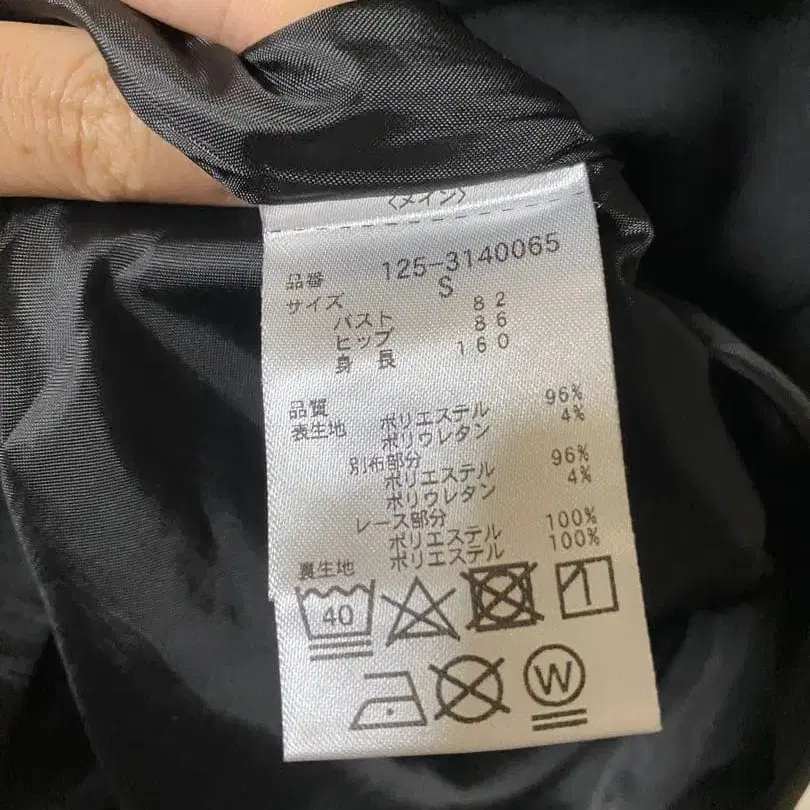 〈メイン〉
品番 125-3140065
サイズ S
バスト 82
ヒップ 86
身長 160
品質
表生地 ポリエステル 96%
ポリウレタン 4%
別布部分
ポリエステル 96%
ポリウレタン 4%
レース部分
ポリエステル 100%
裏生地 ポリエステル 100%
40
W